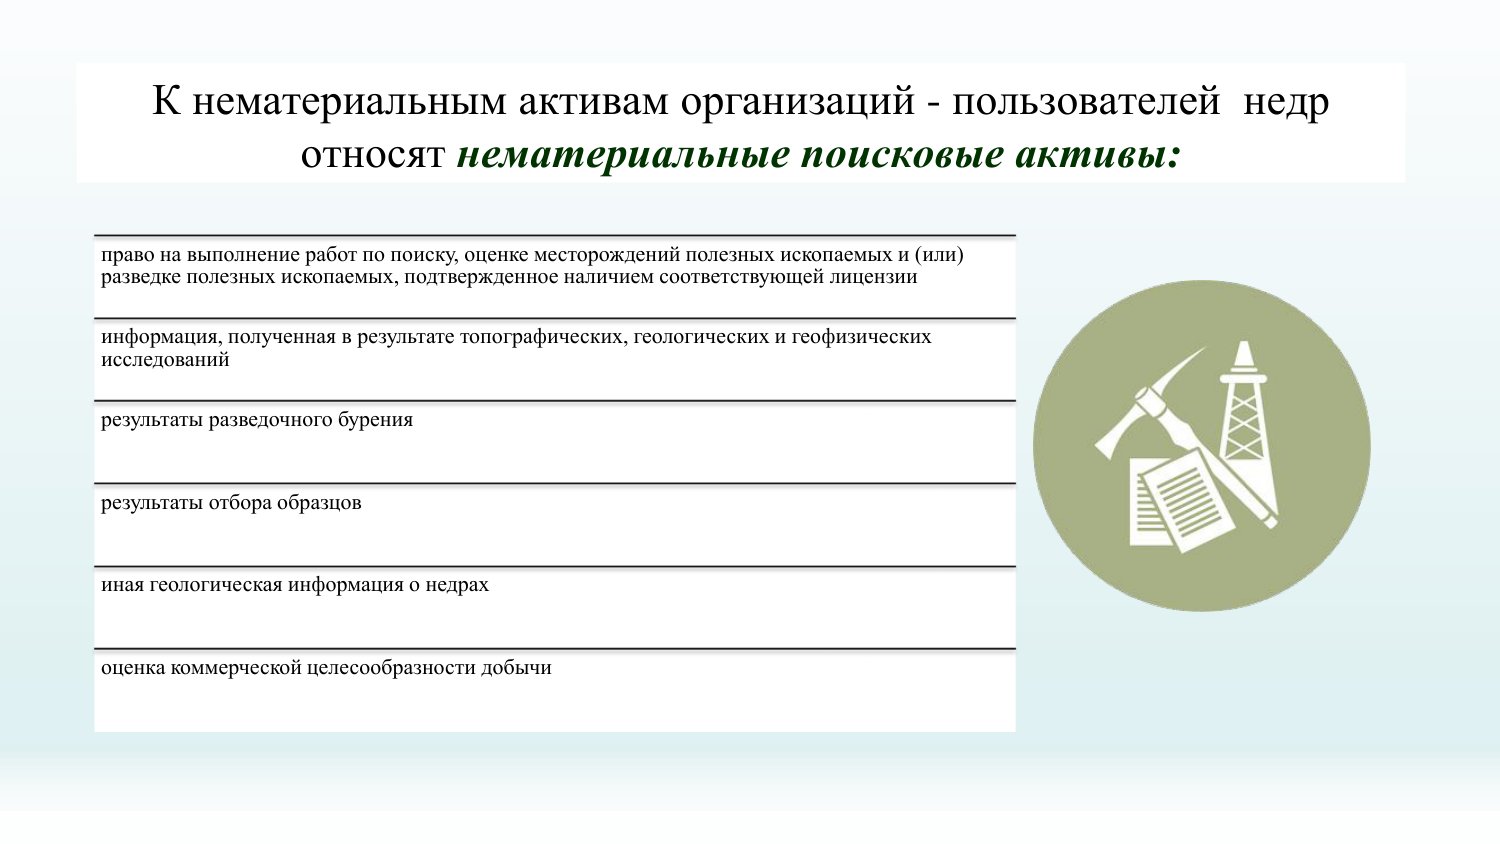 К нематериальным активам организаций - пользователей  недр
относят нематериальные поисковые активы:
право на выполнение работ по поиску, оценке месторождений полезных ископаемых и (или)
разведке полезных ископаемых, подтвержденное наличием соответствующей лицензии
информация, полученная в результате топографических, геологических и геофизических
исследований
результаты разведочного бурения
результаты отбора образцов
иная геологическая информация о недрах
оценка коммерческой целесообразности добычи